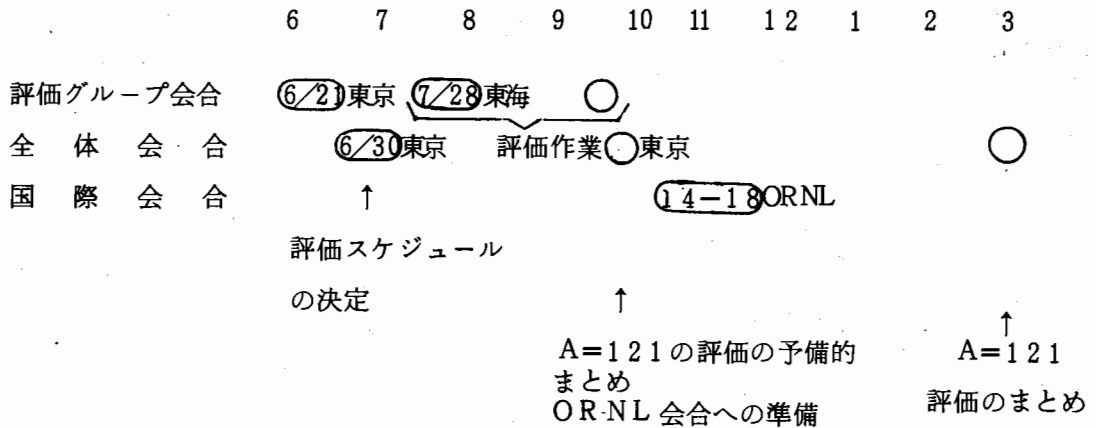 6 7 8 9 10 11 12 1 2 3
評価グループ会合 6/21東京 7/28東海
全体会合 6/30東京 評価作業 東京
国際会合 ↑ 14-18 ORNL
評価スケジュール
の決定 ↑ ↑
A=121の評価の予備的 A=121
まとめ
評価のまとめ
ORNL会合への準備